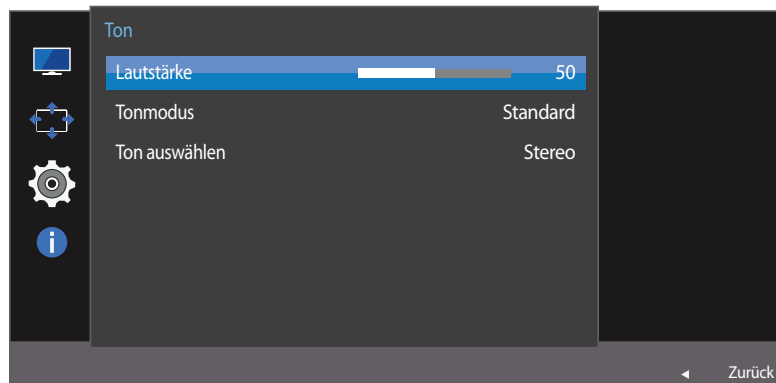 Ton
Lautstärke 50
Tonmodus Standard
Ton auswählen Stereo
Zurück